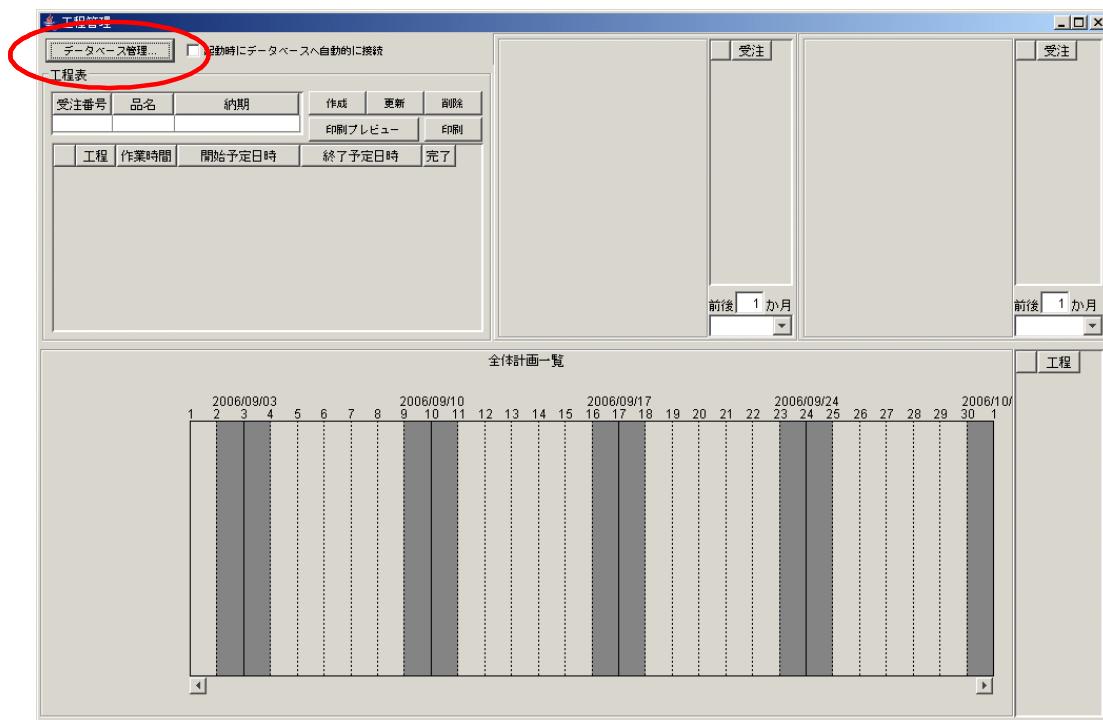 工程管理
データベース管理... 起動時にデータベースへ自動的に接続
工程表
受注番号 品名 納期
作成 更新 削除
印刷プレビュー 印刷
工程 作業時間 開始予定日時 終了予定日時 完了
受注
前後 1 か月
受注
前後 1 か月
全体計画一覧
工程
2006/09/03 2006/09/10 2006/09/17 2006/09/24 2006/10/
1 2 3 4 5 6 7 8 9 10 11 12 13 14 15 16 17 18 19 20 21 22 23 24 25 26 27 28 29 30 1